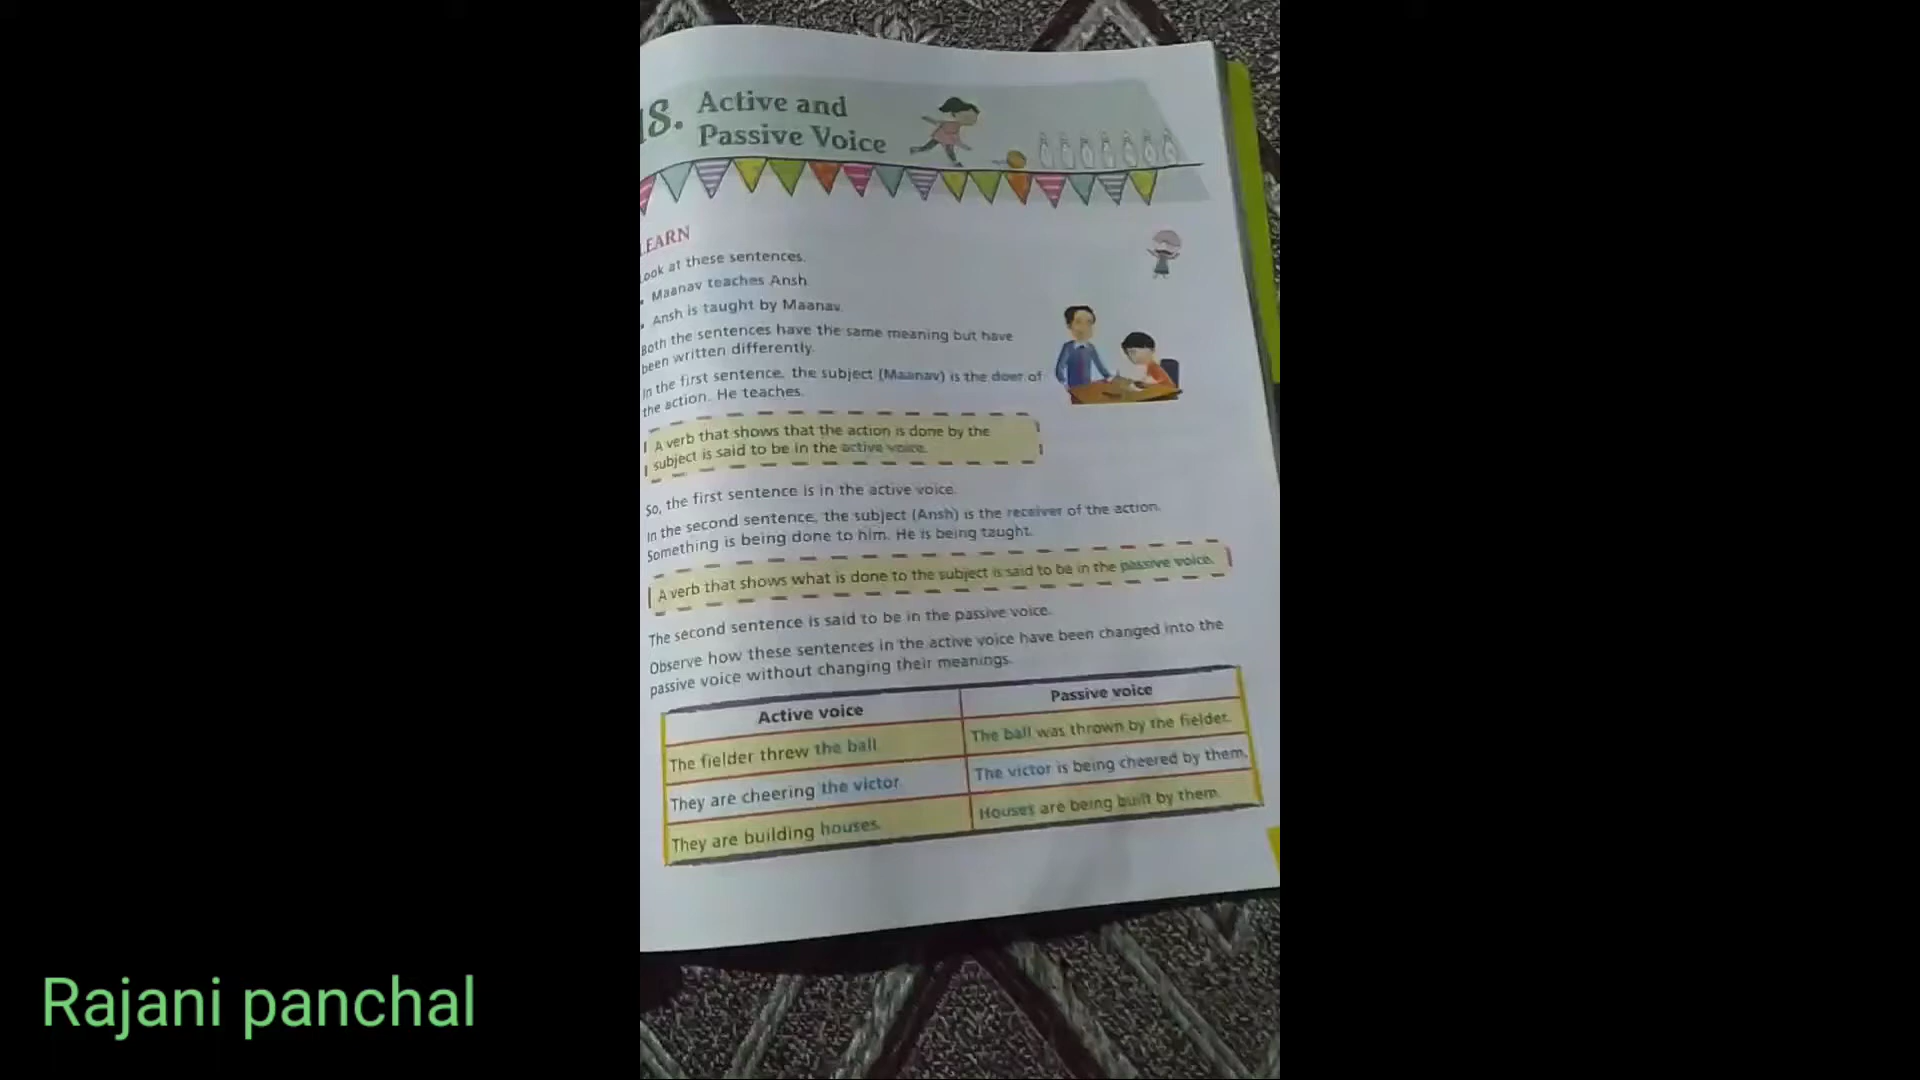 18. Active and
Passive Voice
LEARN
Look at these sentences.
• Maanav teaches Ansh.
• Ansh is taught by Maanav.
Both the sentences have the same meaning but have
been written differently.
In the first sentence, the subject (Maanav) is the doer of
the action. He teaches.
A verb that shows that the action is done by the
subject is said to be in the active voice.
So, the first sentence is in the active voice.
In the second sentence, the subject (Ansh) is the receiver of the action.
Something is being done to him. He is being taught.
A verb that shows what is done to the subject is said to be in the passive voice.
The second sentence is said to be in the passive voice.
Observe how these sentences in the active voice have been changed into the
passive voice without changing their meanings.
Active voice Passive voice
The fielder threw the ball. The ball was thrown by the fielder.
They are cheering the victor. The victor is being cheered by them.
They are building houses. Houses are being built by them.
Rajani panchal